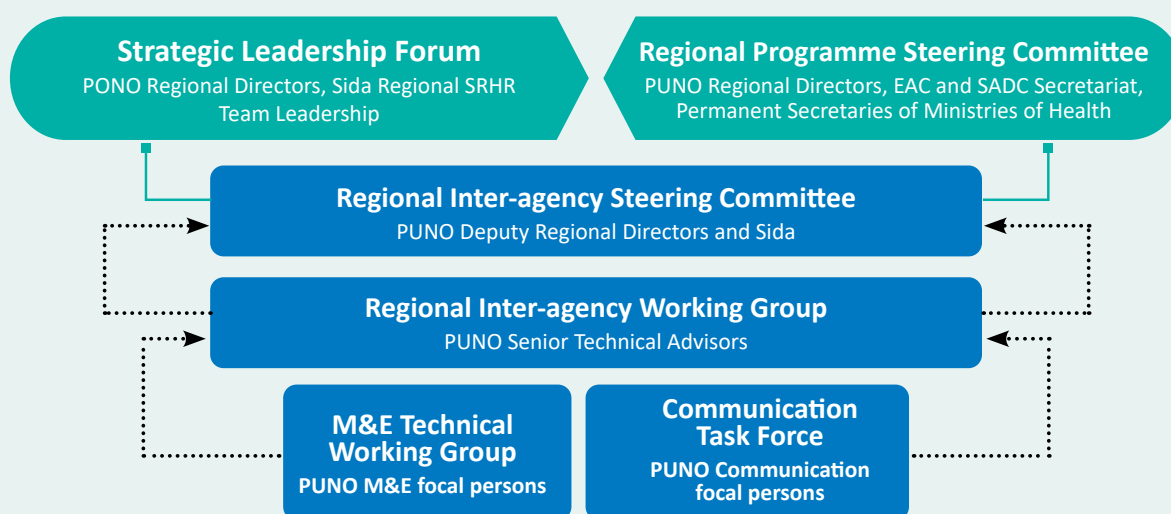 Strategic Leadership Forum
PONO Regional Directors, Sida Regional SRHR
Team Leadership
Regional Programme Steering Committee
PUNO Regional Directors, EAC and SADC Secretariat,
Permanent Secretaries of Ministries of Health
Regional Inter-agency Steering Committee
PUNO Deputy Regional Directors and Sida
Regional Inter-agency Working Group
PUNO Senior Technical Advisors
M&E Technical
Working Group
PUNO M&E focal persons
Communication
Task Force
PUNO Communication
focal persons